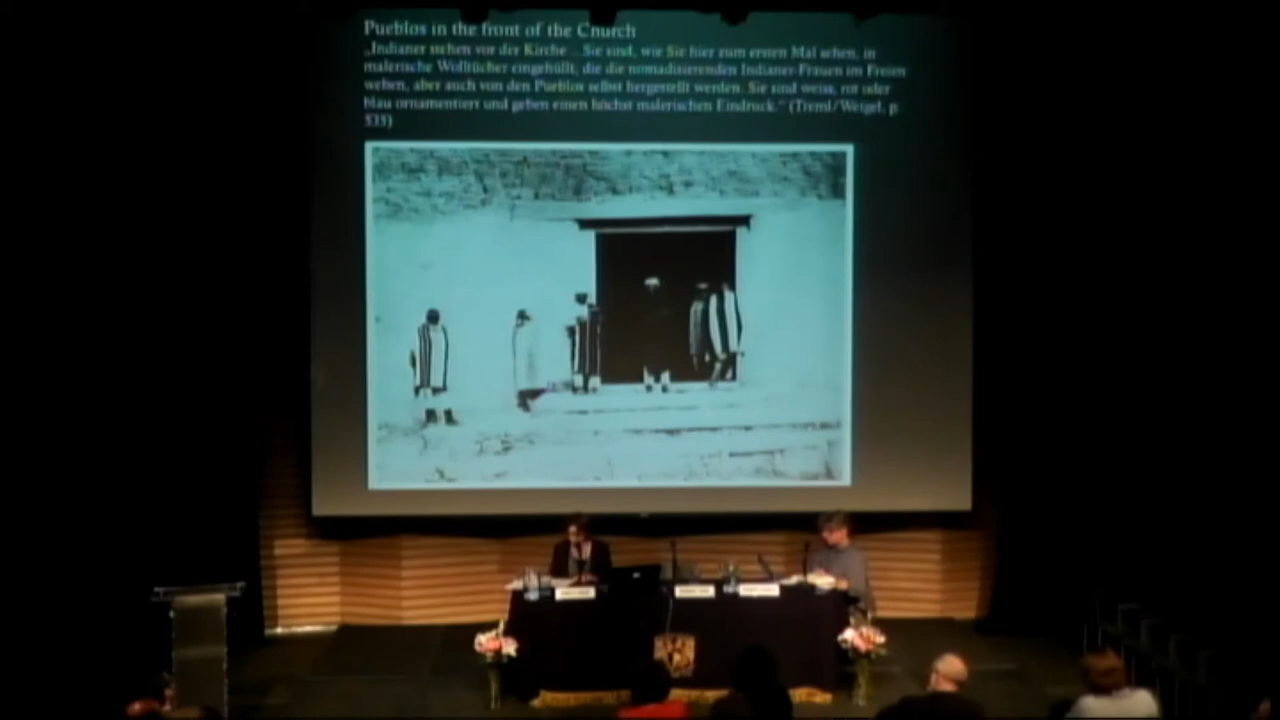 Pueblos in the front of the Church
„Indianer stehen vor der Kirche ... Sie sind, wie Sie hier zum ersten Mal sehen, in
malerische Wolltücher eingehüllt, die die nomadisierenden Indianer-Frauen im Freien
weben, aber auch von den Pueblos selbst hergestellt werden. Sie sind weiss, rot oder
blau ornamentiert und geben einen höchst malerischen Eindruck.“ (Treml/Weigel, p.
535)